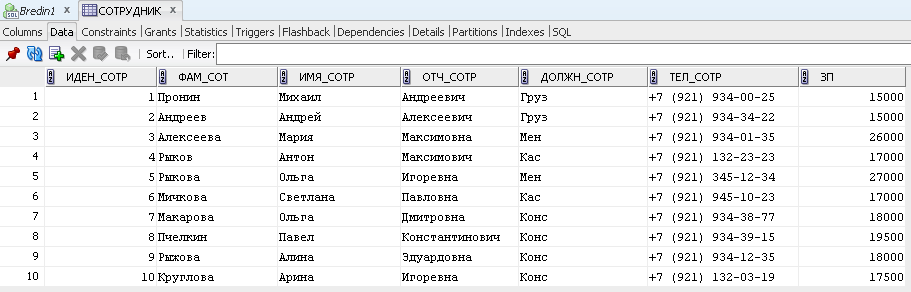 Bredin1 x СОТРУДНИК x
Columns Data Constraints Grants Statistics Triggers Flashback Dependencies Details Partitions Indexes SQL
Sort.. Filter:
ИДЕН_СОТР ФАМ_СОТ ИМЯ_СОТР ОТЧ_СОТР ДОЛЖН_СОТР ТЕЛ_СОТР ЗП
1 1 Пронин Михаил Андреевич Груз +7 (921) 934-00-25 15000
2 2 Андреев Андрей Алексеевич Груз +7 (921) 934-34-22 15000
3 3 Алексеева Мария Максимовна Мен +7 (921) 934-01-35 26000
4 4 Рыков Антон Максимович Кас +7 (921) 132-23-23 17000
5 5 Рыкова Ольга Игоревна Мен +7 (921) 345-12-34 27000
6 6 Мичкова Светлана Павловна Кас +7 (921) 945-10-23 17000
7 7 Макарова Ольга Дмитровна Конс +7 (921) 934-38-77 18000
8 8 Пчелкин Павел Константинович Конс +7 (921) 934-39-15 19500
9 9 Рыжова Алина Эдуардовна Конс +7 (921) 934-12-35 18000
10 10 Круглова Арина Игоревна Конс +7 (921) 132-03-19 17500